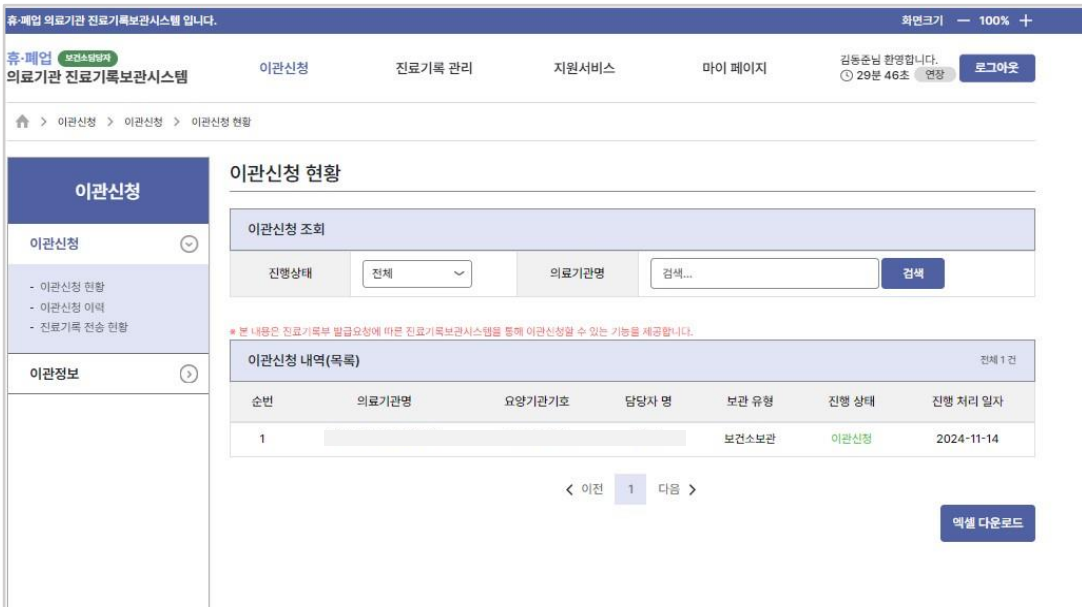 휴·폐업 의료기관 진료기록보관시스템 입니다.
화면크기 — 100% +
휴·폐업 보건소담당자
의료기관 진료기록보관시스템
이관신청 진료기록 관리 지원서비스 마이 페이지
김동준님 환영합니다.
29분 46초 연장
로그아웃
> 이관신청 > 이관신청 > 이관신청 현황
이관신청
이관신청
- 이관신청 현황
- 이관신청 이력
- 진료기록 전송 현황
이관정보
이관신청 현황
이관신청 조회
진행상태 전체 의료기관명 검색... 검색
※ 본 내용은 진료기록부 발급요청에 따른 진료기록보관시스템을 통해 이관신청할 수 있는 기능을 제공합니다.
이관신청 내역(목록) 전체 1 건
순번 의료기관명 요양기관기호 담당자 명 보관 유형 진행 상태 진행 처리 일자
1 보건소보관 이관신청 2024-11-14
이전 1 다음
엑셀 다운로드